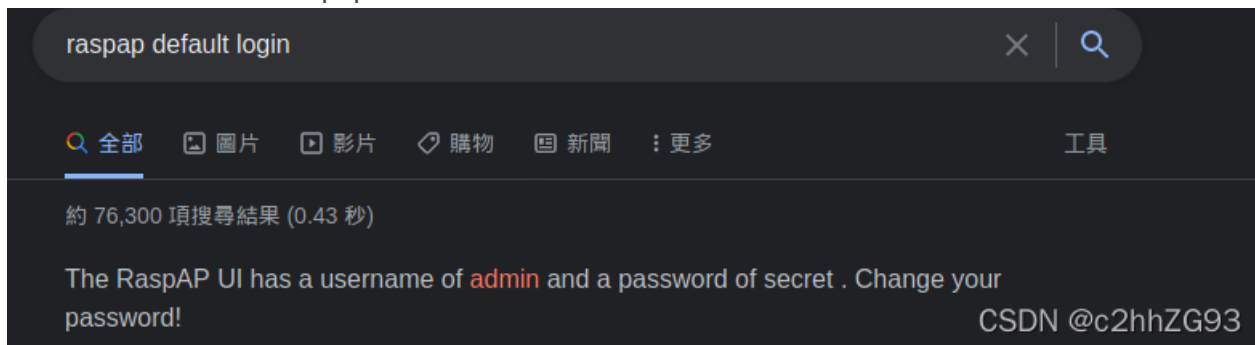 raspap default login
全部 圖片 影片 購物 新聞 更多 工具
約 76,300 項搜尋結果 (0.43 秒)
The RaspAP UI has a username of admin and a password of secret . Change your
password!
CSDN @c2hhZG93